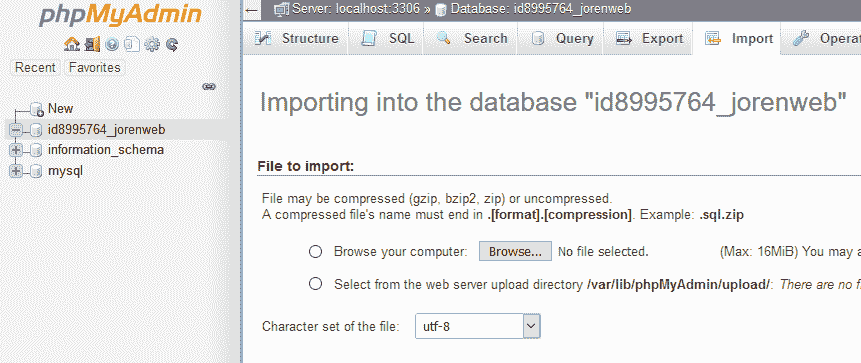 phpMyAdmin
Recent Favorites
New
id8995764_jorenweb
information_schema
mysql
Server: localhost:3306 » Database: id8995764_jorenweb
Structure SQL Search Query Export Import Operat
Importing into the database "id8995764_jorenweb"
File to import:
File may be compressed (gzip, bzip2, zip) or uncompressed.
A compressed file's name must end in .[format].[compression]. Example: .sql.zip
Browse your computer: Browse... No file selected. (Max: 16MiB) You may a
Select from the web server upload directory /var/lib/phpMyAdmin/upload/: There are no fi
Character set of the file: utf-8